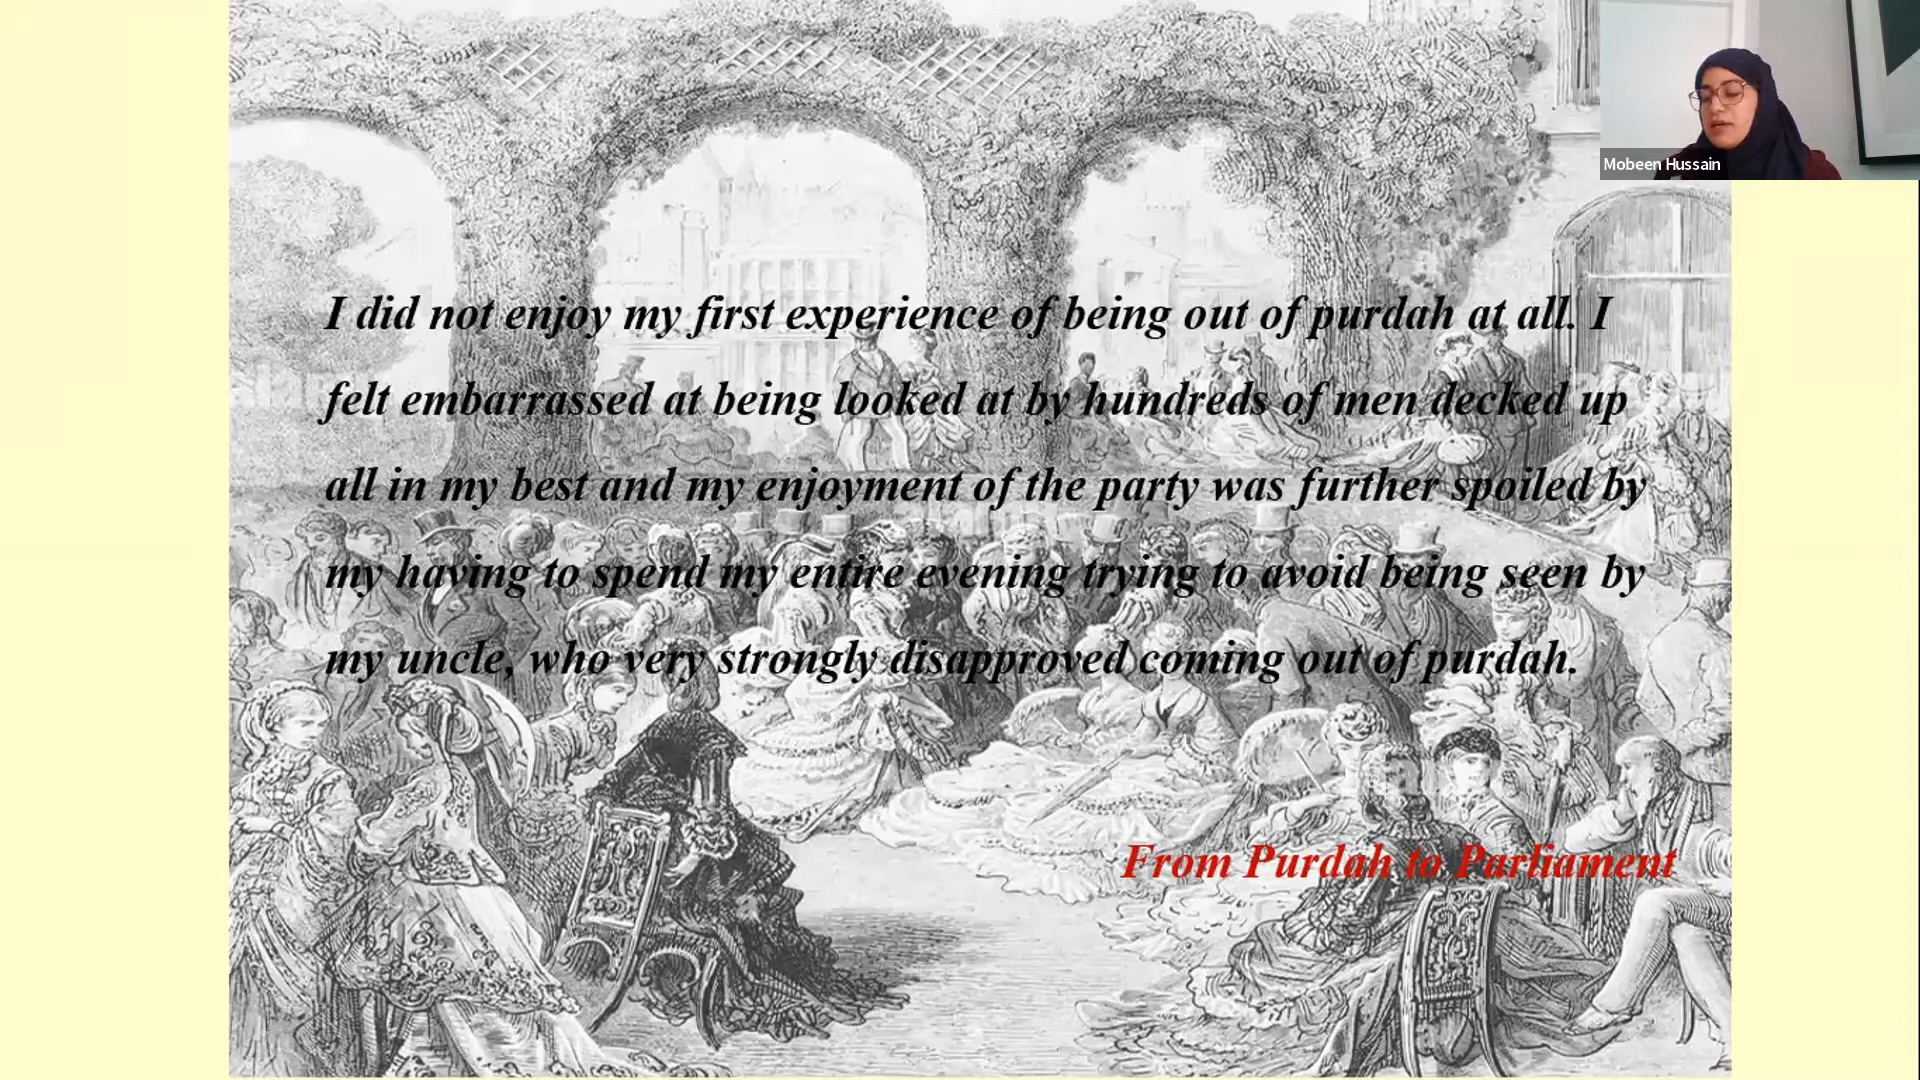 Mobeen Hussain
I did not enjoy my first experience of being out of purdah at all. I
felt embarrassed at being looked at by hundreds of men decked up
all in my best and my enjoyment of the party was further spoiled by
my having to spend my entire evening trying to avoid being seen by
my uncle, who very strongly disapproved coming out of purdah.
From Purdah to Parliament